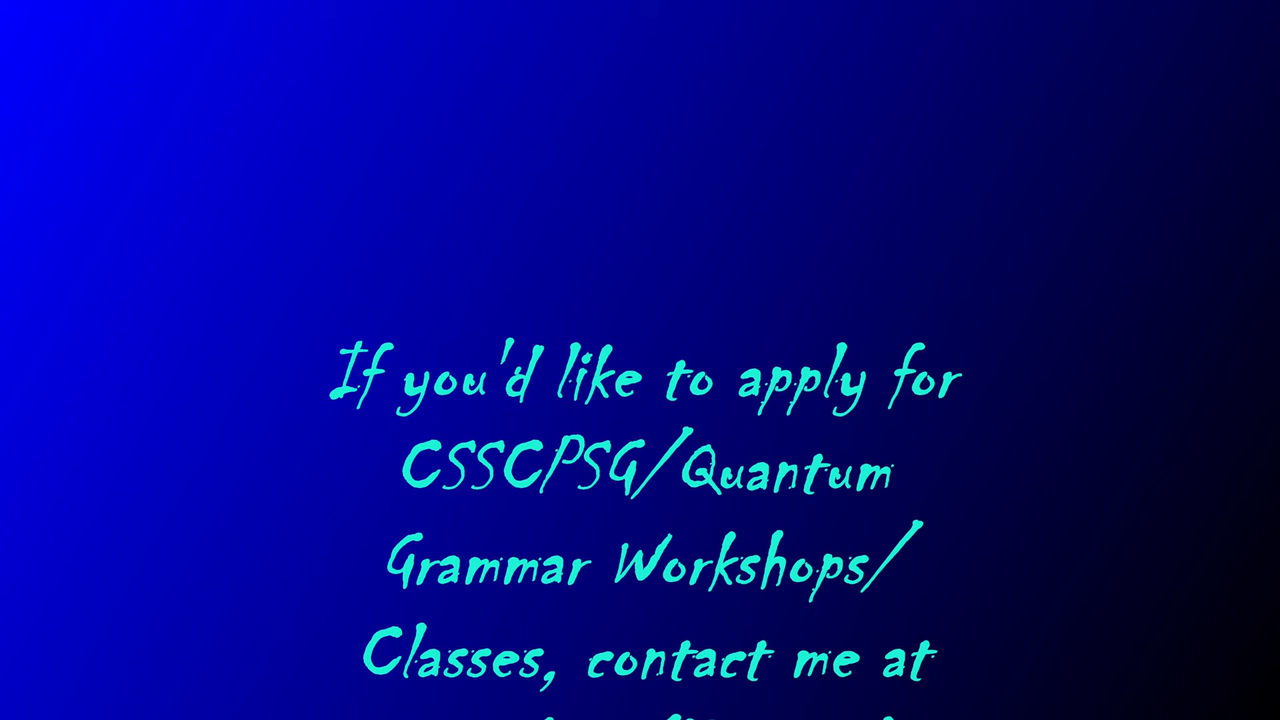 If you'd like to apply for
CSSCPSG/Quantum
Grammar Workshops/
Classes, contact me at